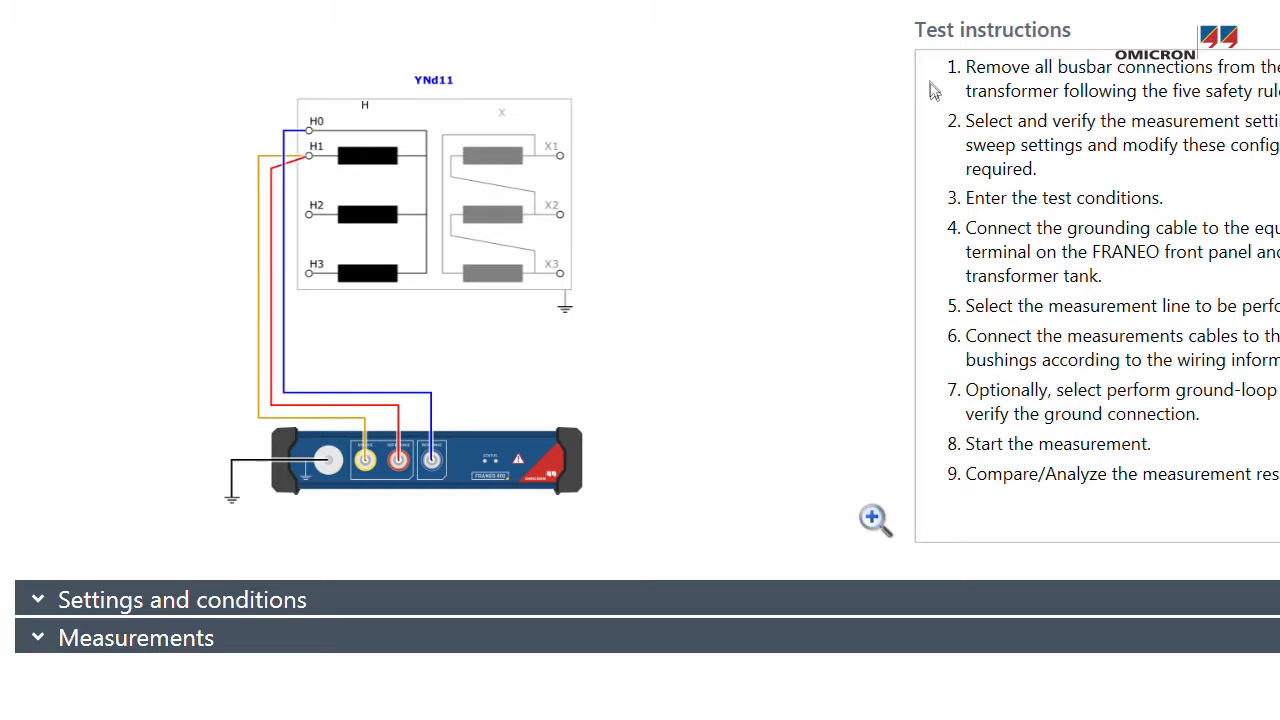 Test instructions
OMICRON
1. Remove all busbar connections from the
transformer following the five safety rul
2. Select and verify the measurement setti
sweep settings and modify these config
required.
3. Enter the test conditions.
4. Connect the grounding cable to the equ
terminal on the FRANEO front panel and
transformer tank.
5. Select the measurement line to be perfo
6. Connect the measurements cables to th
bushings according to the wiring inform
7. Optionally, select perform ground-loop
verify the ground connection.
8. Start the measurement.
9. Compare/Analyze the measurement res
YNd11
H
X
H0
H1
X1
H2
X2
H3
X3
STATUS
FRANEO 800
OMICRON
Settings and conditions
Measurements